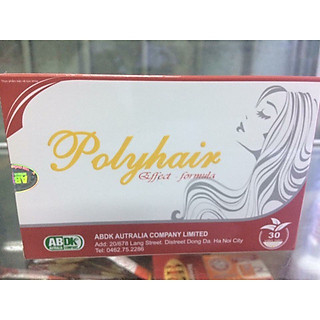 Polyhair
Effect formula
ABDK
ABDK AUTRALIA COMPANY LIMITED
Add: 20/678 Lang Street. Distreet Dong Da. Ha Noi City
Tel: 0462.75.2286
30